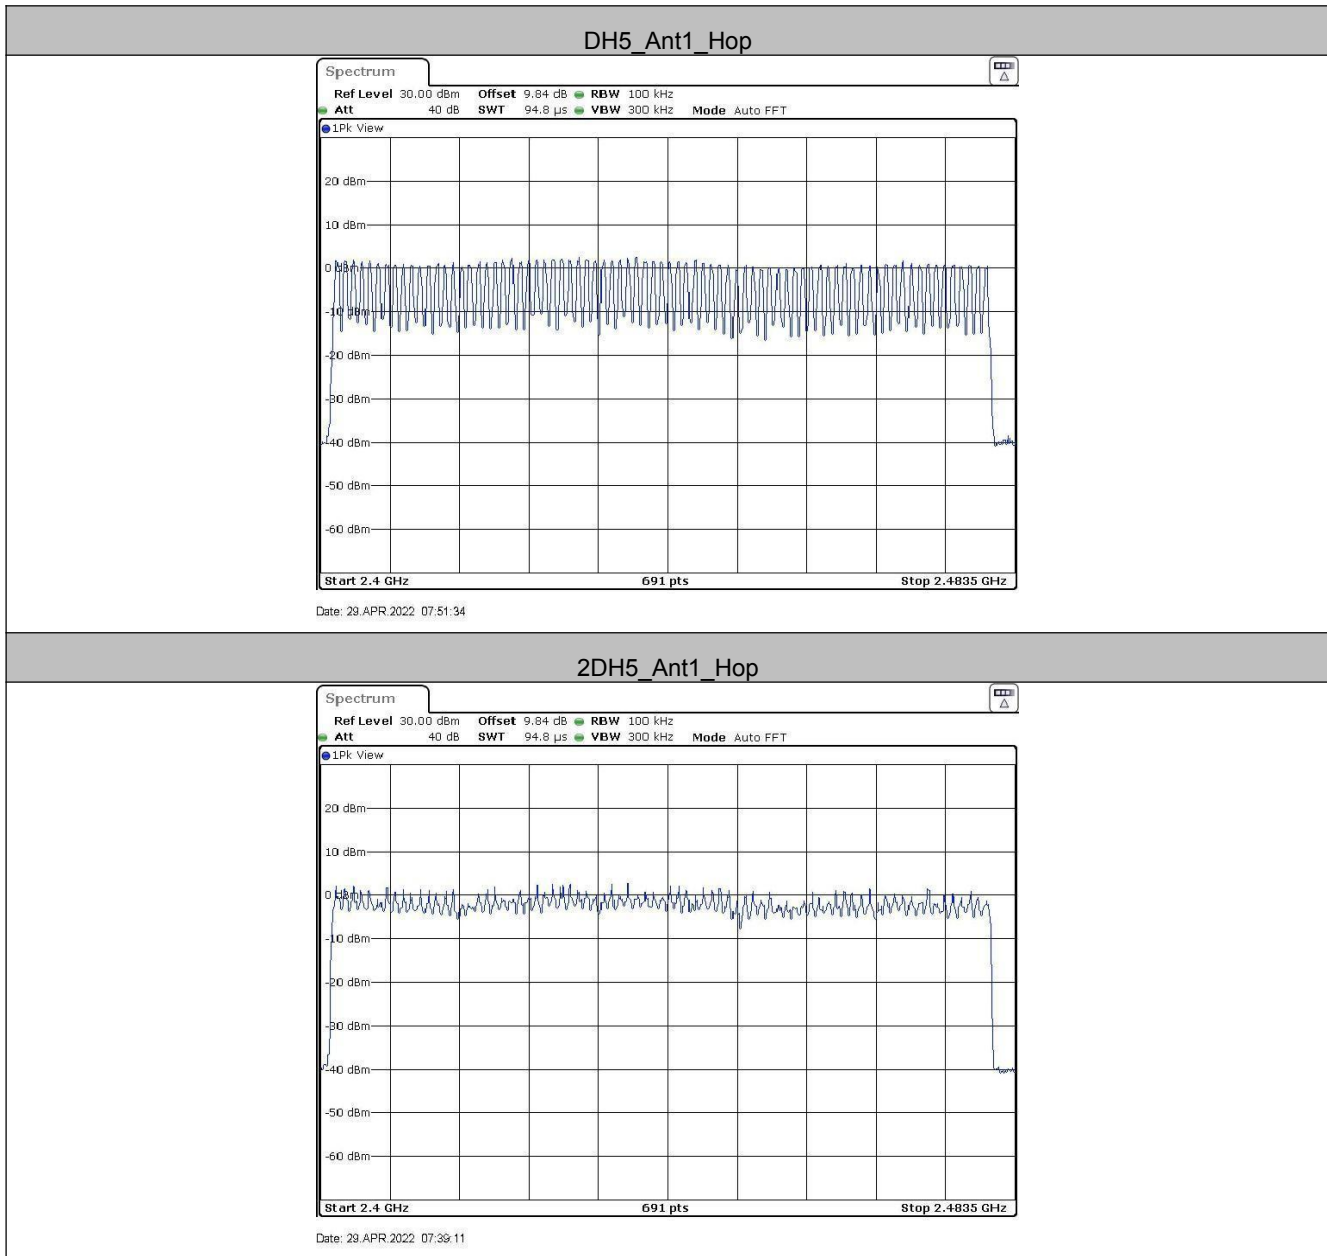 DH5_Ant1_Hop
Spectrum
Ref Level 30.00 dBm Offset 9.84 dB RBW 100 kHz
Att 40 dB SWT 94.8 µs VBW 300 kHz Mode Auto FFT
1Pk View
20 dBm
10 dBm
0 dBm
-10 dBm
-20 dBm
-30 dBm
-40 dBm
-50 dBm
-60 dBm
Start 2.4 GHz 691 pts Stop 2.4835 GHz
Date: 29.APR.2022 07:51:34
2DH5_Ant1_Hop
Spectrum
Ref Level 30.00 dBm Offset 9.84 dB RBW 100 kHz
Att 40 dB SWT 94.8 µs VBW 300 kHz Mode Auto FFT
1Pk View
20 dBm
10 dBm
0 dBm
-10 dBm
-20 dBm
-30 dBm
-40 dBm
-50 dBm
-60 dBm
Start 2.4 GHz 691 pts Stop 2.4835 GHz
Date: 29.APR.2022 07:39:11